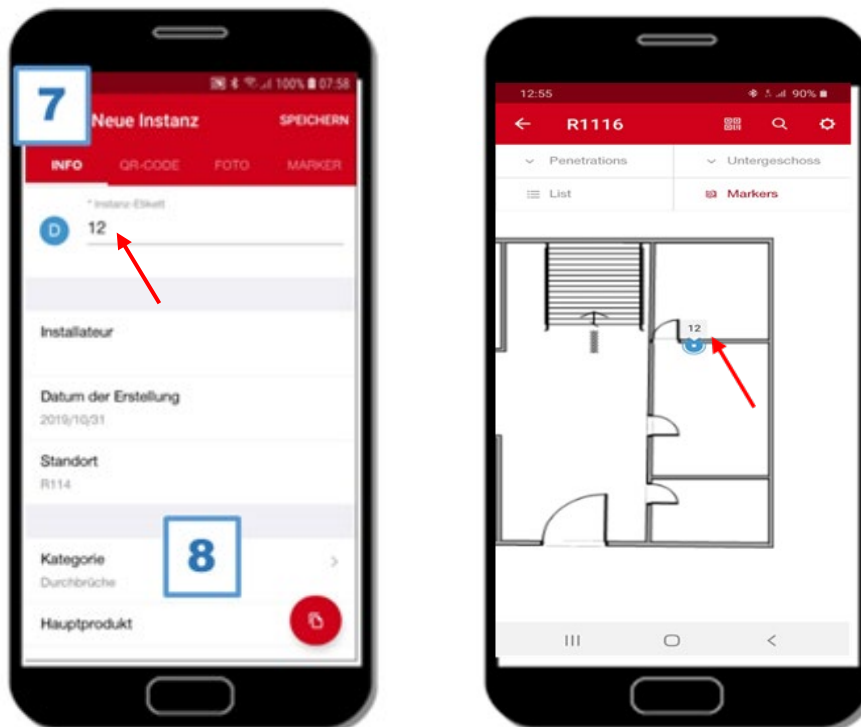 7
100% 07:58
Neue Instanz
SPEICHERN
INFO
QR-CODE
FOTO
MARKER
* Instanz-Etikett
D
12
Installateur
Datum der Erstellung
2019/10/31
Standort
R114
8
Kategorie
Durchbrüche
Hauptprodukt
12:55
90%
R1116
Penetrations
Untergeschoss
List
Markers
12